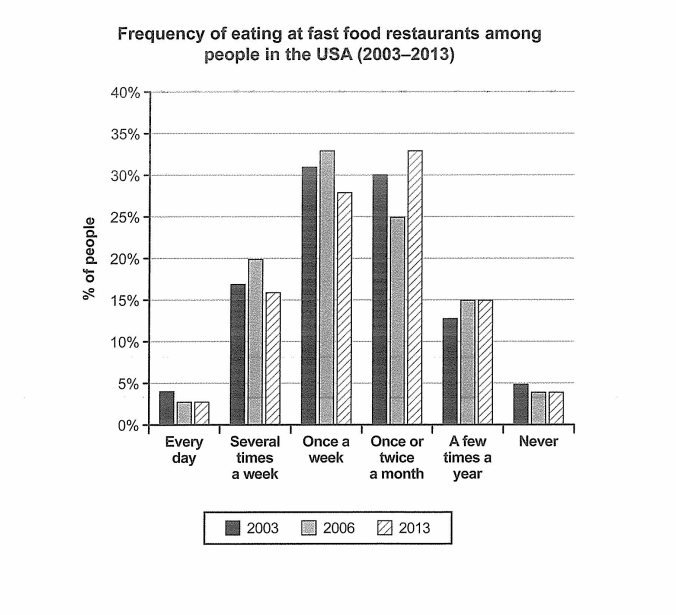 Frequency of eating at fast food restaurants among
people in the USA (2003–2013)
% of people
40%
35%
30%
25%
20%
15%
10%
5%
0%
Every
day
Several
times
a week
Once a
week
Once or
twice
a month
A few
times a
year
Never
2003
2006
2013